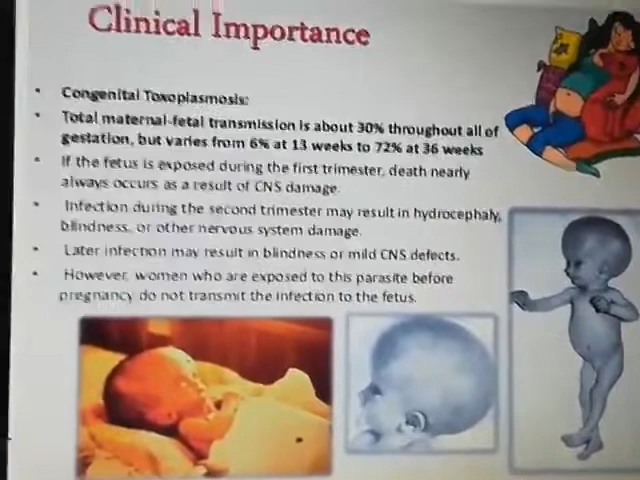 Clinical Importance
• Congenital Toxoplasmosis:
• Total maternal-fetal transmission is about 30% throughout all of
gestation, but varies from 6% at 13 weeks to 72% at 36 weeks
• If the fetus is exposed during the first trimester, death nearly
always occurs as a result of CNS damage.
• Infection during the second trimester may result in hydrocephaly,
blindness, or other nervous system damage.
• Later infection may result in blindness or mild CNS defects.
• However, women who are exposed to this parasite before
pregnancy do not transmit the infection to the fetus.